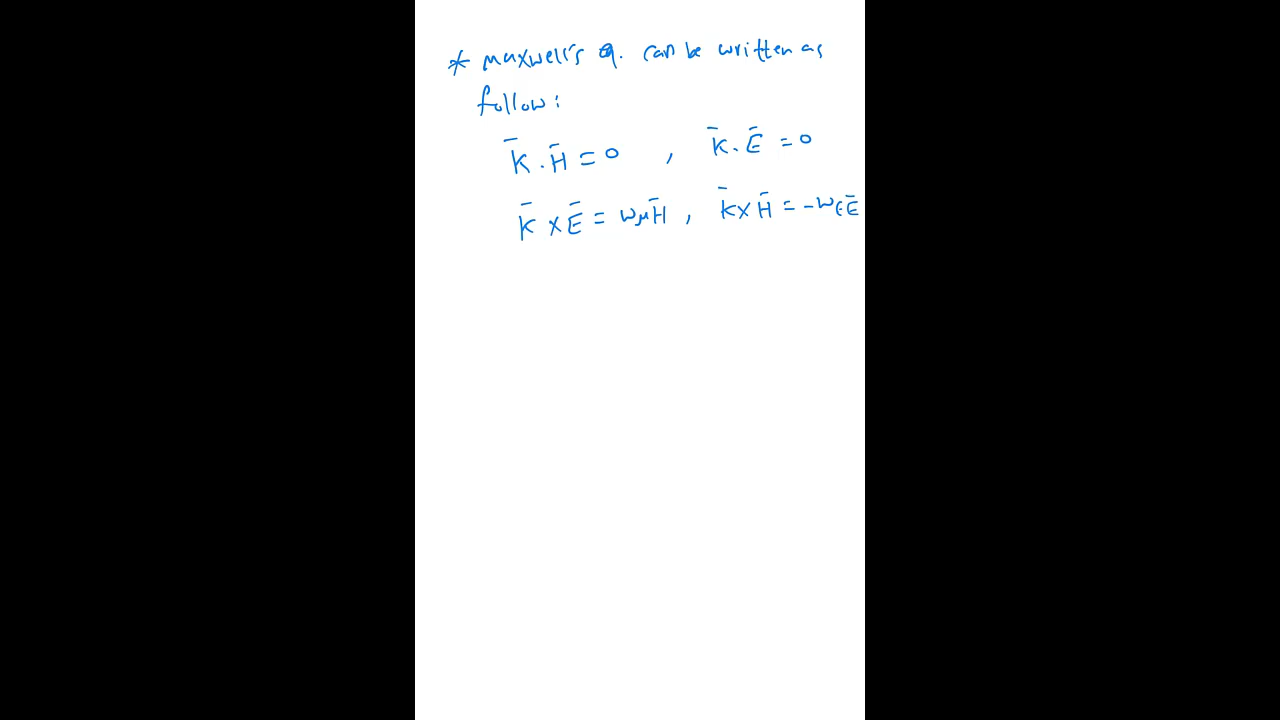 * Maxwell's eq. can be written as
follow:
K̄ . H̄ = 0 , K̄ . Ē = 0
K̄ × Ē = ωμH̄ , K̄ × H̄ = -ωϵĒ